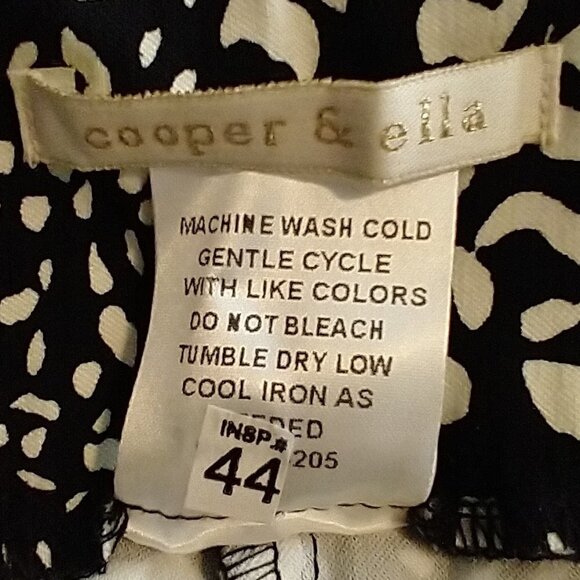 cooper & ella
MACHINE WASH COLD
GENTLE CYCLE
WITH LIKE COLORS
DO NOT BLEACH
TUMBLE DRY LOW
COOL IRON AS
INSP.#
44
205